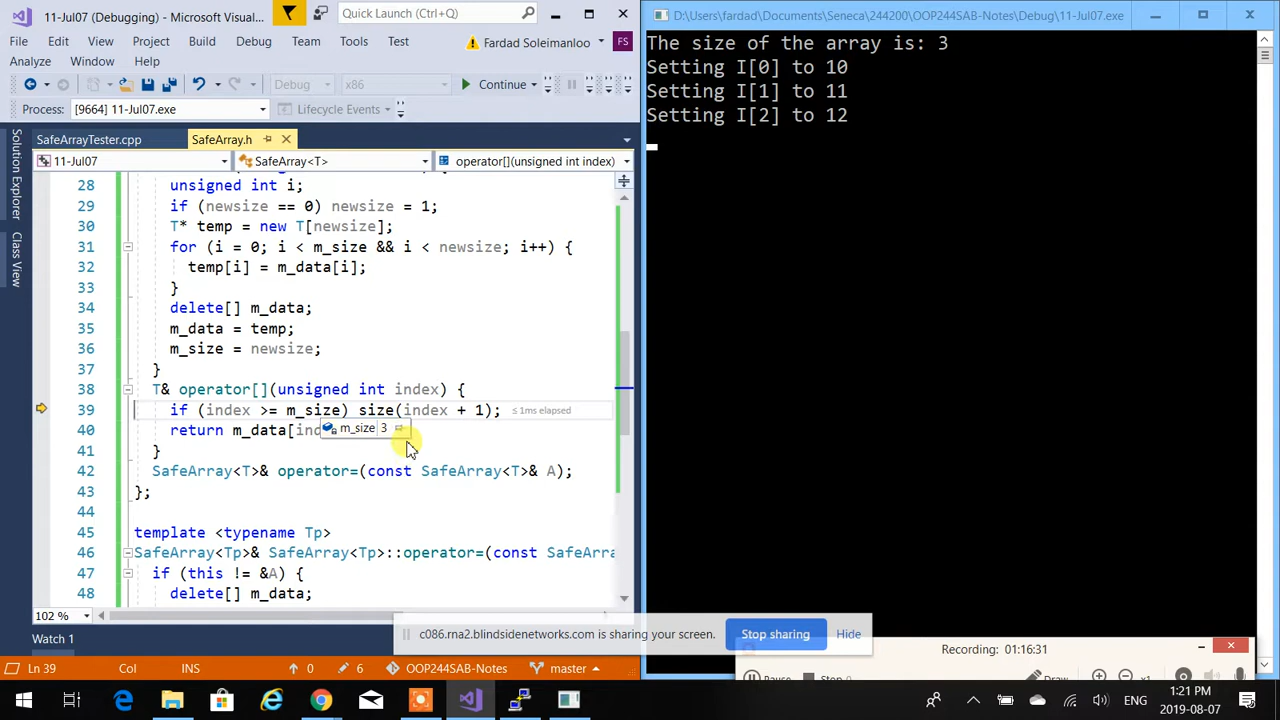 11-Jul07 (Debugging) - Microsoft Visual...
Quick Launch (Ctrl+Q)
File Edit View Project Build Debug Team Tools Test
Fardad Soleimanloo FS
Analyze Window Help
Debug x86 Continue
Process: [9664] 11-Jul07.exe Lifecycle Events
SafeArrayTester.cpp SafeArray.h
11-Jul07 SafeArray<T> operator[](unsigned int index)
Solution Explorer
Class View
28 unsigned int i;
29 if (newsize == 0) newsize = 1;
30 T* temp = new T[newsize];
31 for (i = 0; i < m_size && i < newsize; i++) {
32 temp[i] = m_data[i];
33 }
34 delete[] m_data;
35 m_data = temp;
36 m_size = newsize;
37 }
38 T& operator[](unsigned int index) {
39 if (index >= m_size) size(index + 1); ≤ 1ms elapsed
40 return m_data[ind
m_size 3
41 }
42 SafeArray<T>& operator=(const SafeArray<T>& A);
43 };
44
45 template <typename Tp>
46 SafeArray<Tp>& SafeArray<Tp>::operator=(const SafeArra
47 if (this != &A) {
48 delete[] m_data;
102 %
Watch 1
Ln 39 Col INS 0 6 OOP244SAB-Notes master
D:\Users\fardad\Documents\Seneca\244200\OOP244SAB-Notes\Debug\11-Jul07.exe
The size of the array is: 3
Setting I[0] to 10
Setting I[1] to 11
Setting I[2] to 12
c086.rna2.blindsidenetworks.com is sharing your screen. Stop sharing Hide
Recording: 01:16:31
Pause Stop Draw x1
ENG 1:21 PM
2019-08-07